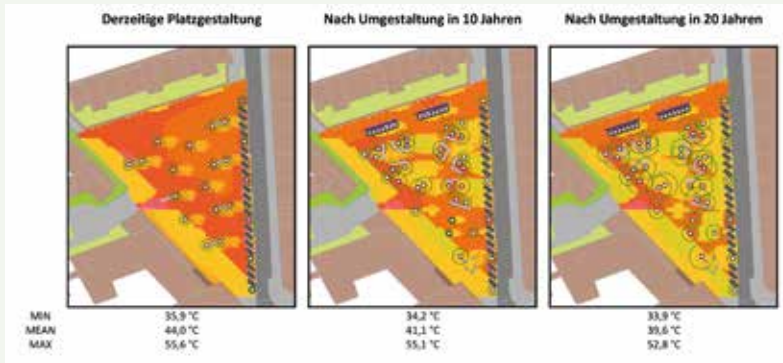 Derzeitige Platzgestaltung Nach Umgestaltung in 10 Jahren Nach Umgestaltung in 20 Jahren
MIN 35,9 °C 34,2 °C 33,9 °C
MEAN 44,0 °C 41,1 °C 39,6 °C
MAX 55,6 °C 55,1 °C 52,8 °C